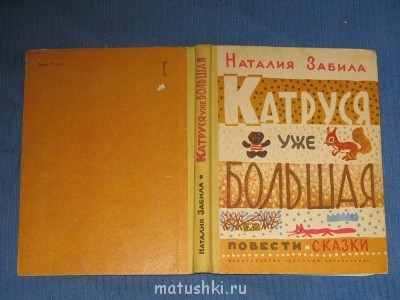 НАТАЛИЯ ЗАБИЛА
КАТРУСЯ
УЖЕ
БОЛЬШАЯ
ПОВЕСТИ И СКАЗКИ
НАТАЛИЯ ЗАБИЛА КАТРУСЯ УЖЕ БОЛЬШАЯ
matushki.ru